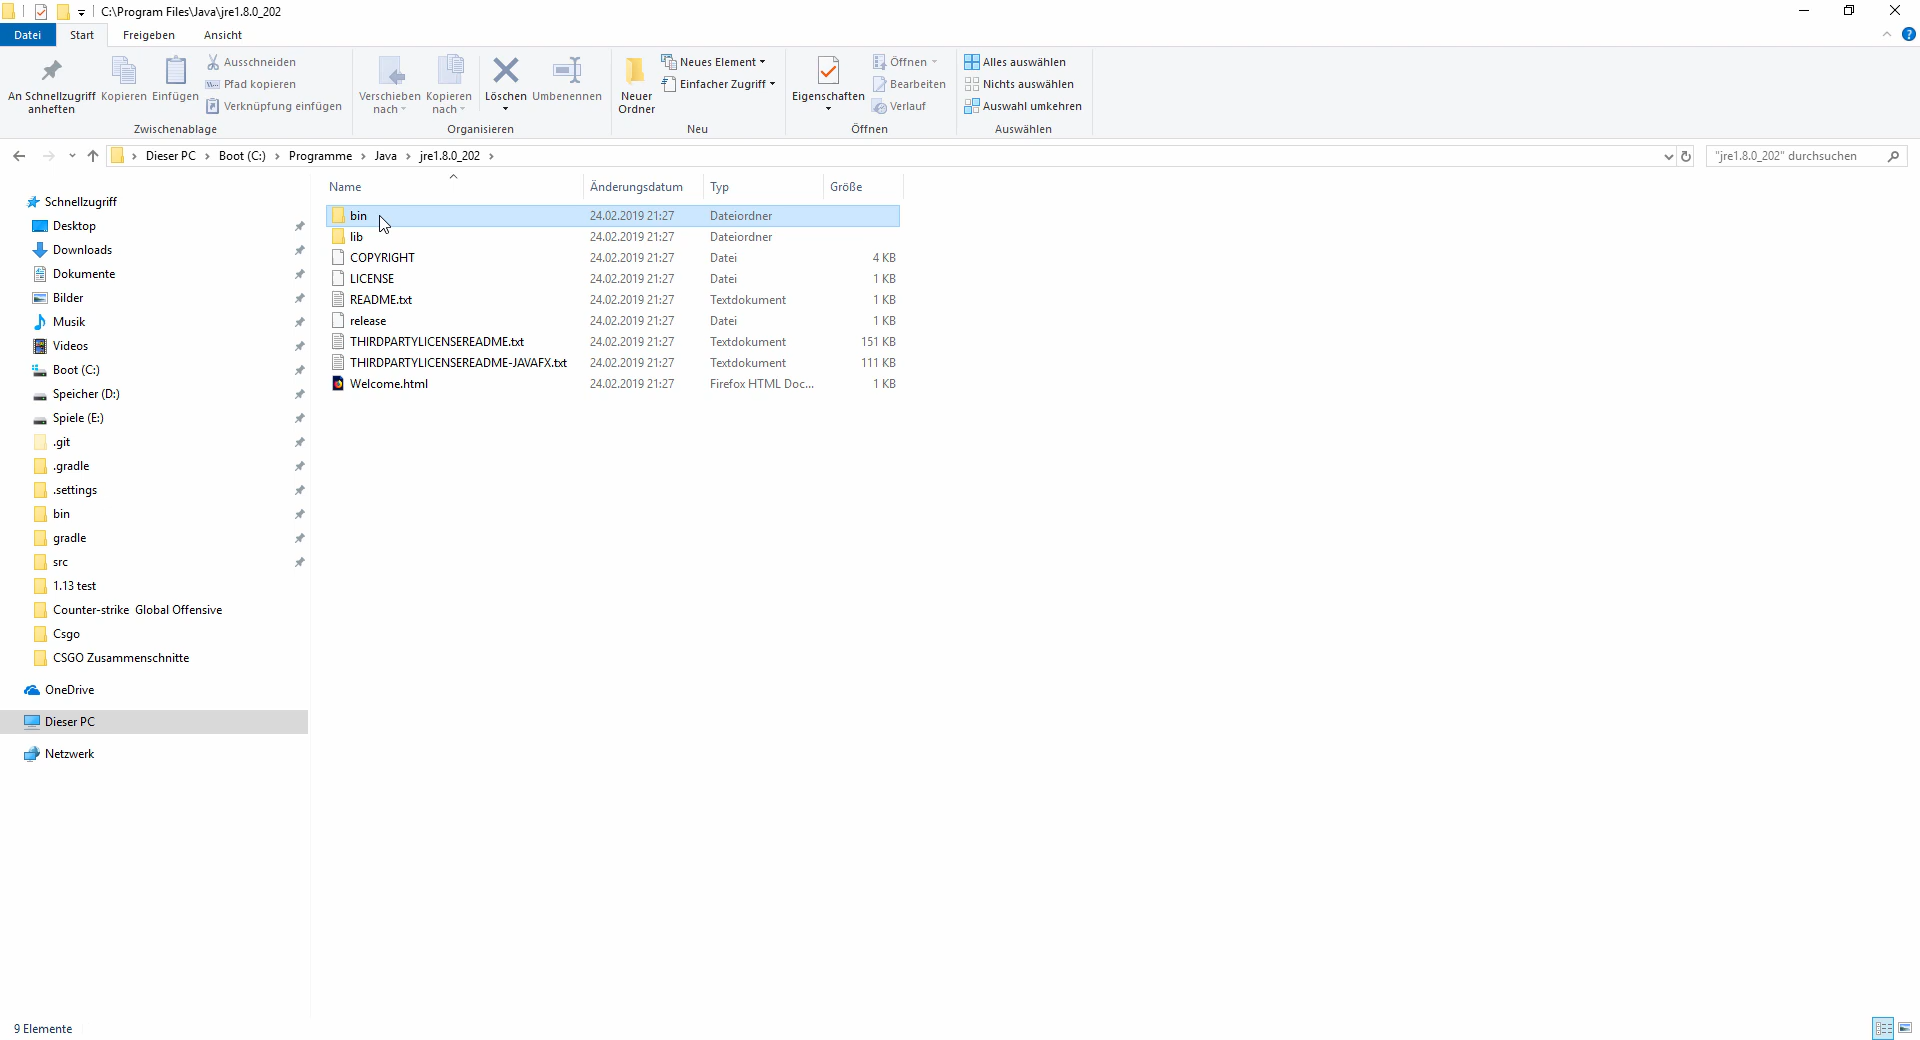 C:\Program Files\Java\jre1.8.0_202
Datei Start Freigeben Ansicht
An Schnellzugriff anheften
Kopieren
Einfügen
Ausschneiden
Pfad kopieren
Verknüpfung einfügen
Zwischenablage
Verschieben nach
Kopieren nach
Löschen
Umbenennen
Organisieren
Neuer Ordner
Neues Element
Einfacher Zugriff
Neu
Eigenschaften
Öffnen
Bearbeiten
Verlauf
Öffnen
Alles auswählen
Nichts auswählen
Auswahl umkehren
Auswählen
Dieser PC > Boot (C:) > Programme > Java > jre1.8.0_202 >
"jre1.8.0_202" durchsuchen
Schnellzugriff
Desktop
Downloads
Dokumente
Bilder
Musik
Videos
Boot (C:)
Speicher (D:)
Spiele (E:)
.git
.gradle
.settings
bin
gradle
src
1.13 test
Counter-strike Global Offensive
Csgo
CSGO Zusammenschnitte
OneDrive
Dieser PC
Netzwerk
Name Änderungsdatum Typ Größe
bin 24.02.2019 21:27 Dateiordner
lib 24.02.2019 21:27 Dateiordner
COPYRIGHT 24.02.2019 21:27 Datei 4 KB
LICENSE 24.02.2019 21:27 Datei 1 KB
README.txt 24.02.2019 21:27 Textdokument 1 KB
release 24.02.2019 21:27 Datei 1 KB
THIRDPARTYLICENSEREADME.txt 24.02.2019 21:27 Textdokument 151 KB
THIRDPARTYLICENSEREADME-JAVAFX.txt 24.02.2019 21:27 Textdokument 111 KB
Welcome.html 24.02.2019 21:27 Firefox HTML Doc... 1 KB
9 Elemente